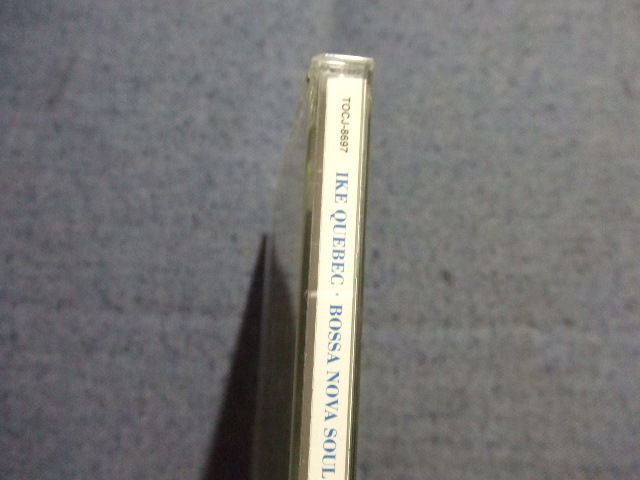 TOCJ-8697 IKE QUEBEC · BOSSA NOVA SOUL